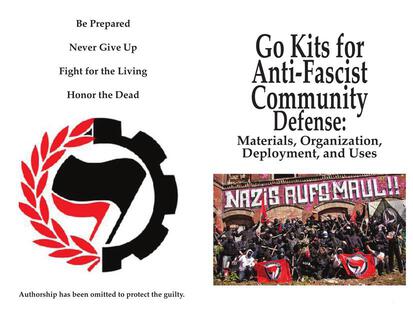 Be Prepared
Never Give Up
Fight for the Living
Honor the Dead
Authorship has been omitted to protect the guilty.
Go Kits for
Anti-Fascist
Community
Defense:
Materials, Organization,
Deployment, and Uses
NAZIS AUFS MAUL!!